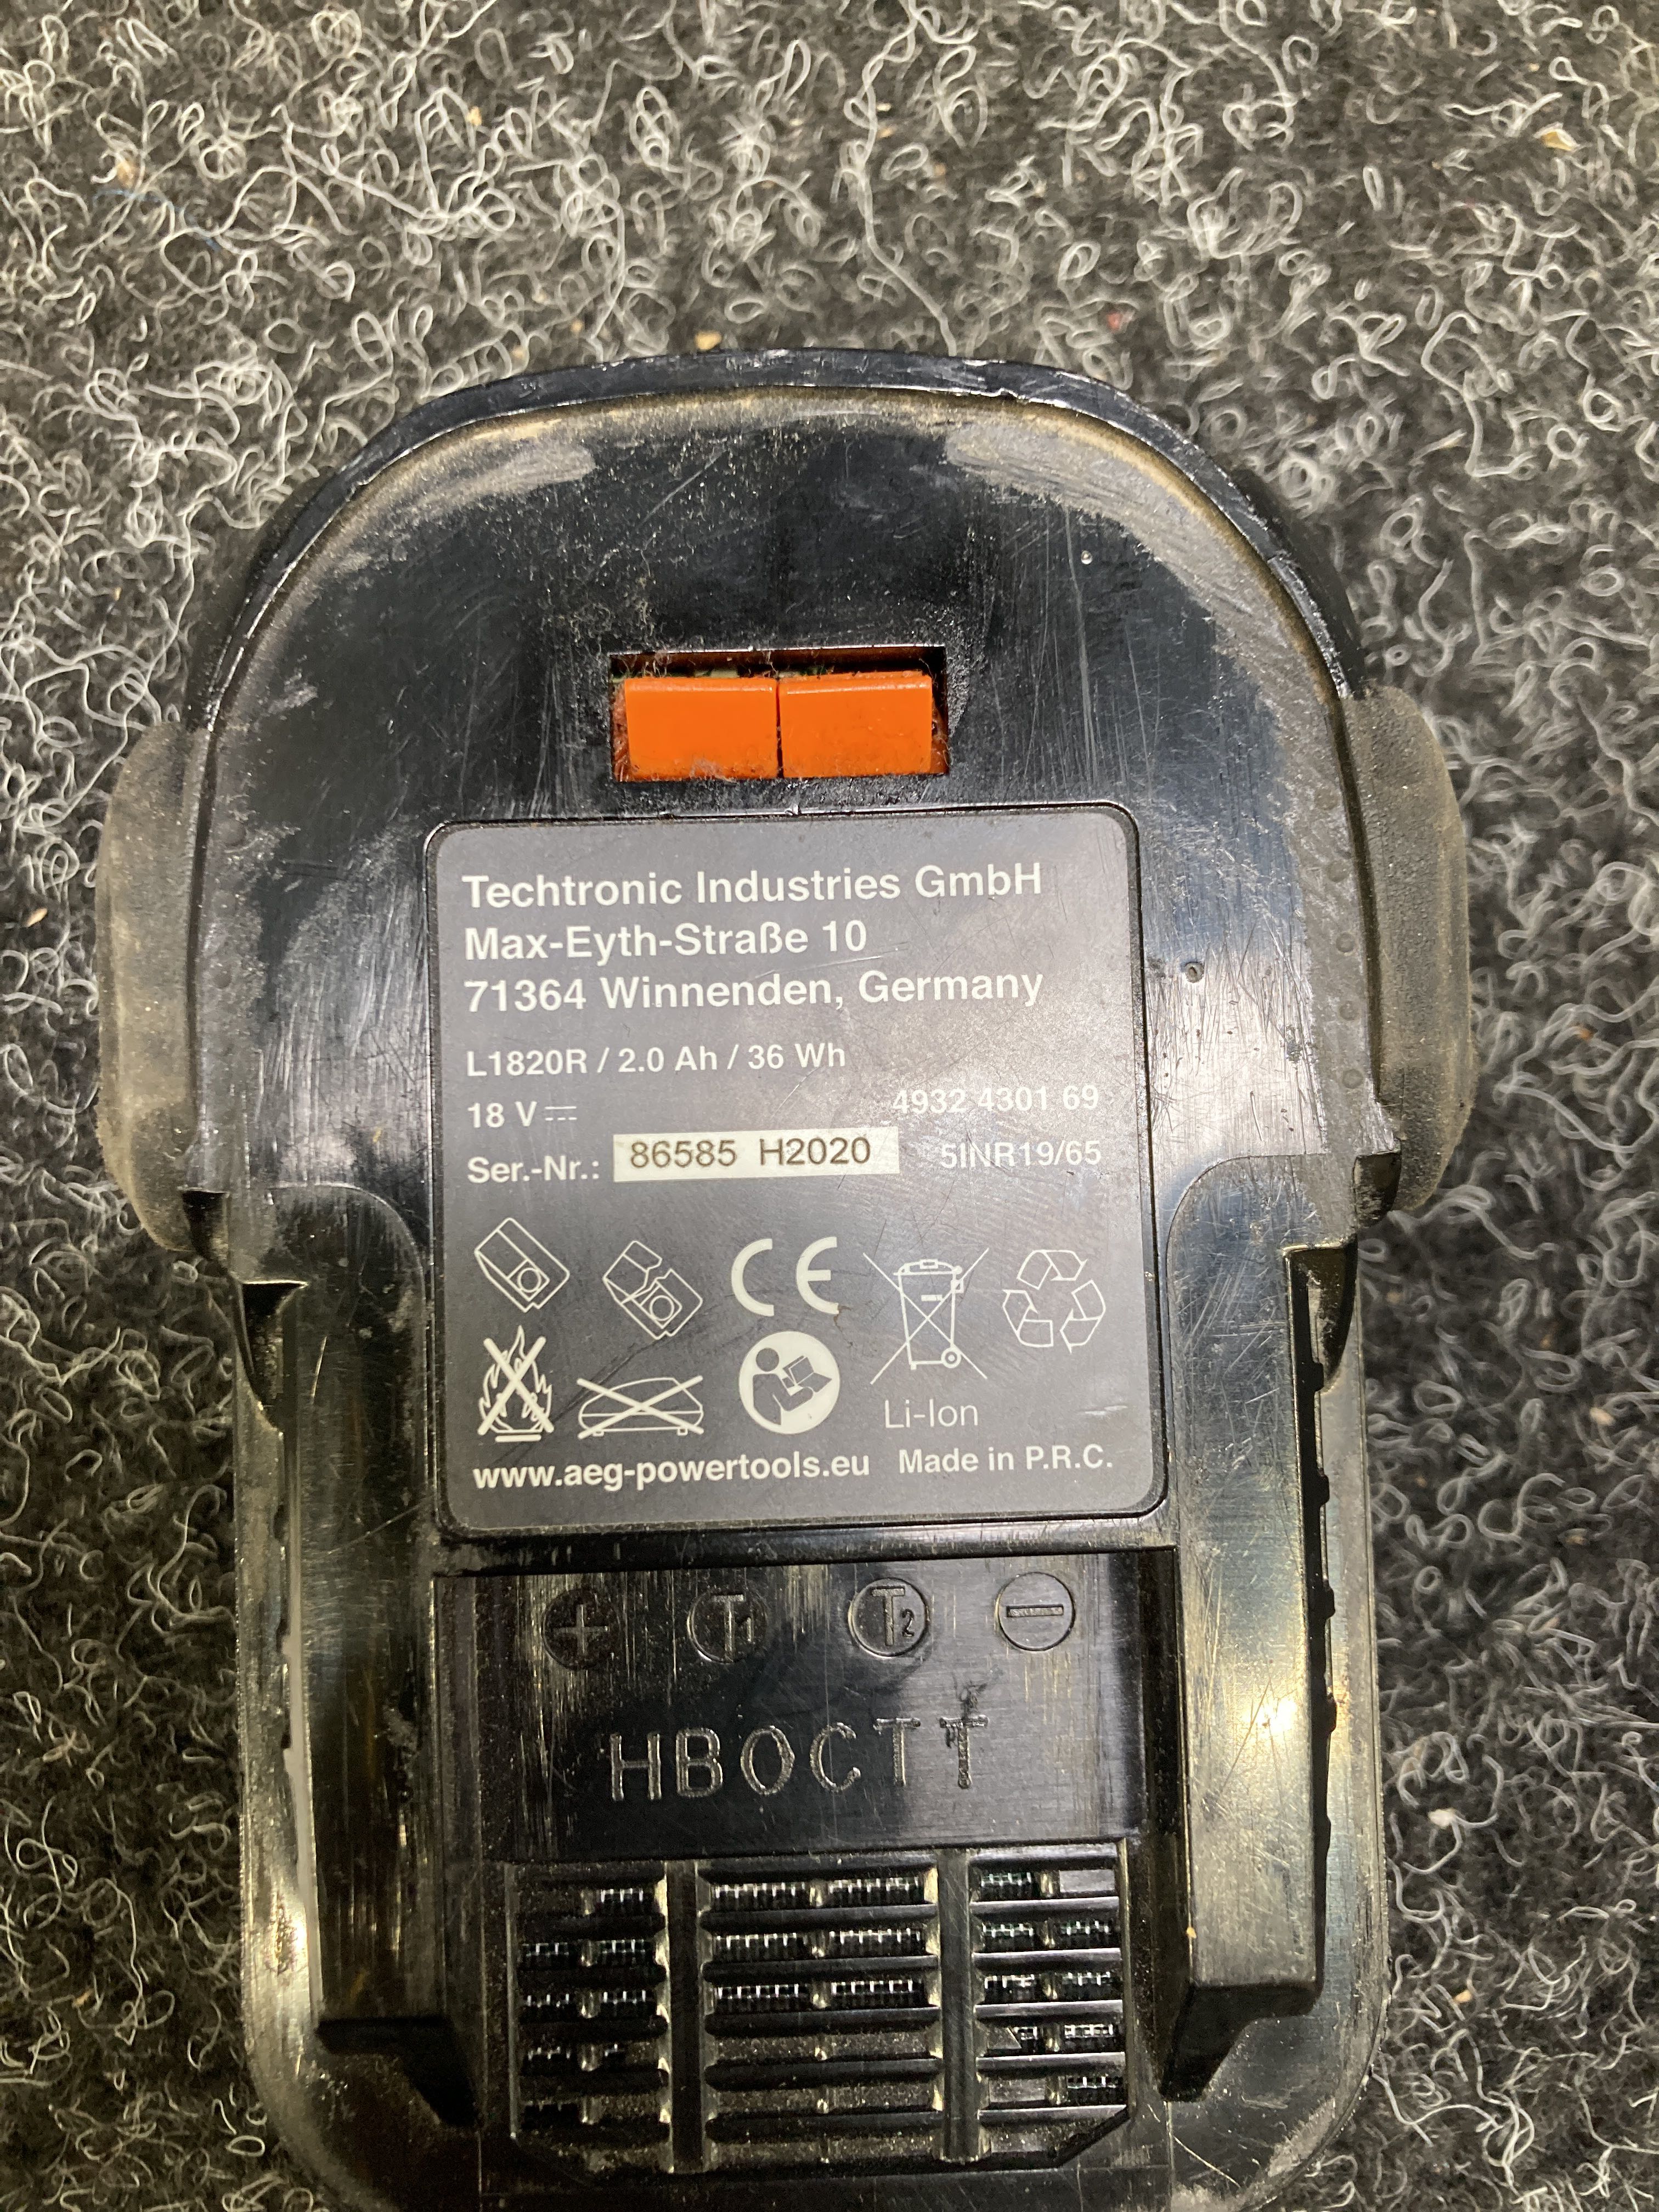 Techtronic Industries GmbH
Max-Eyth-Straße 10
71364 Winnenden, Germany
L1820R / 2.0 Ah / 36 Wh
18 V 4932 4301 69
Ser.-Nr.: 86585 H2020 5INR19/65
CE
Li-Ion
www.aeg-powertools.eu Made in P.R.C.
+ T1 T2 −
HBOCTT